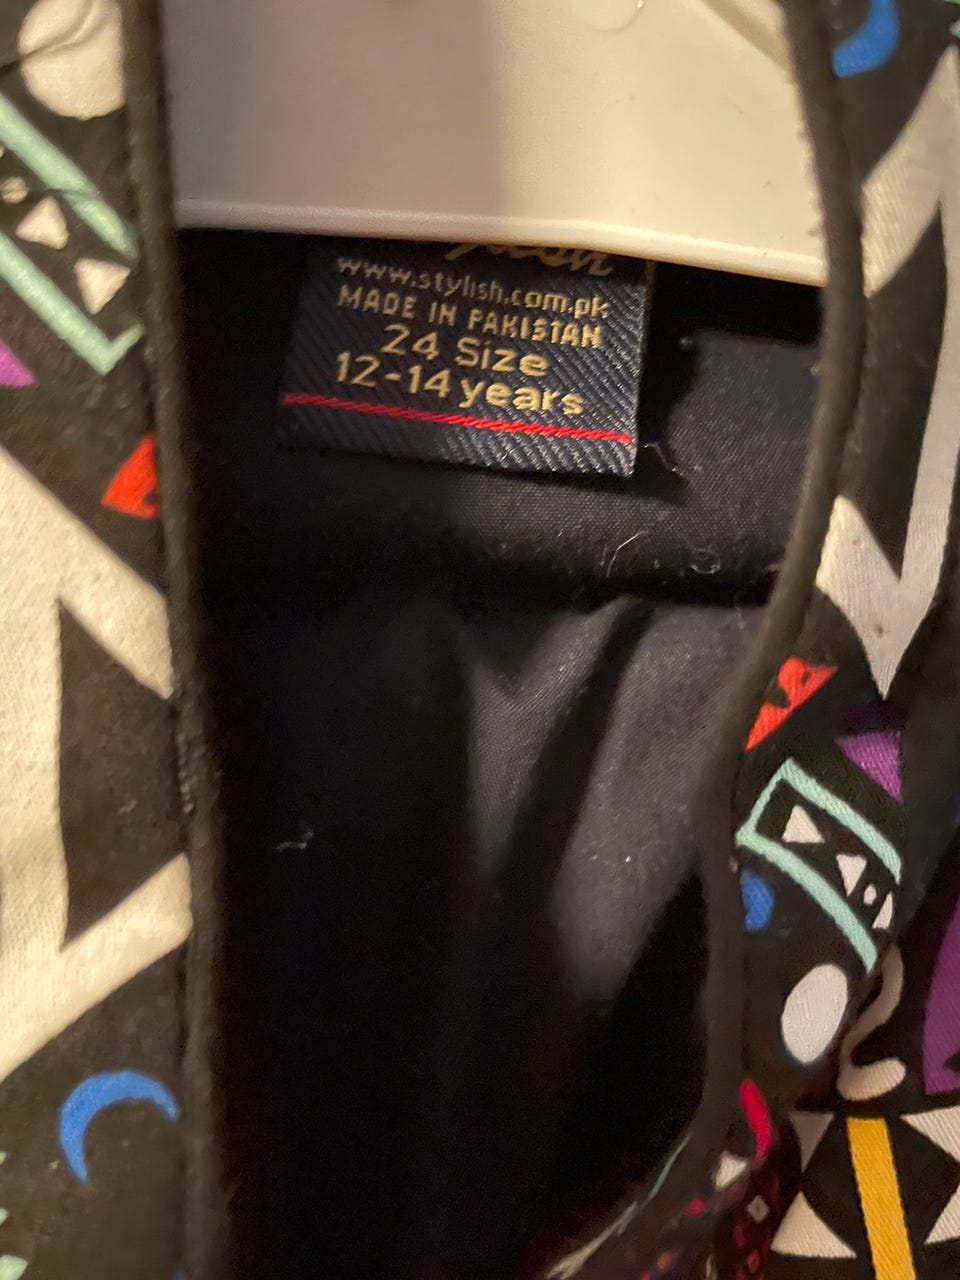 www.stylish.com.pk
MADE IN PAKISTAN
24 Size
12-14 years